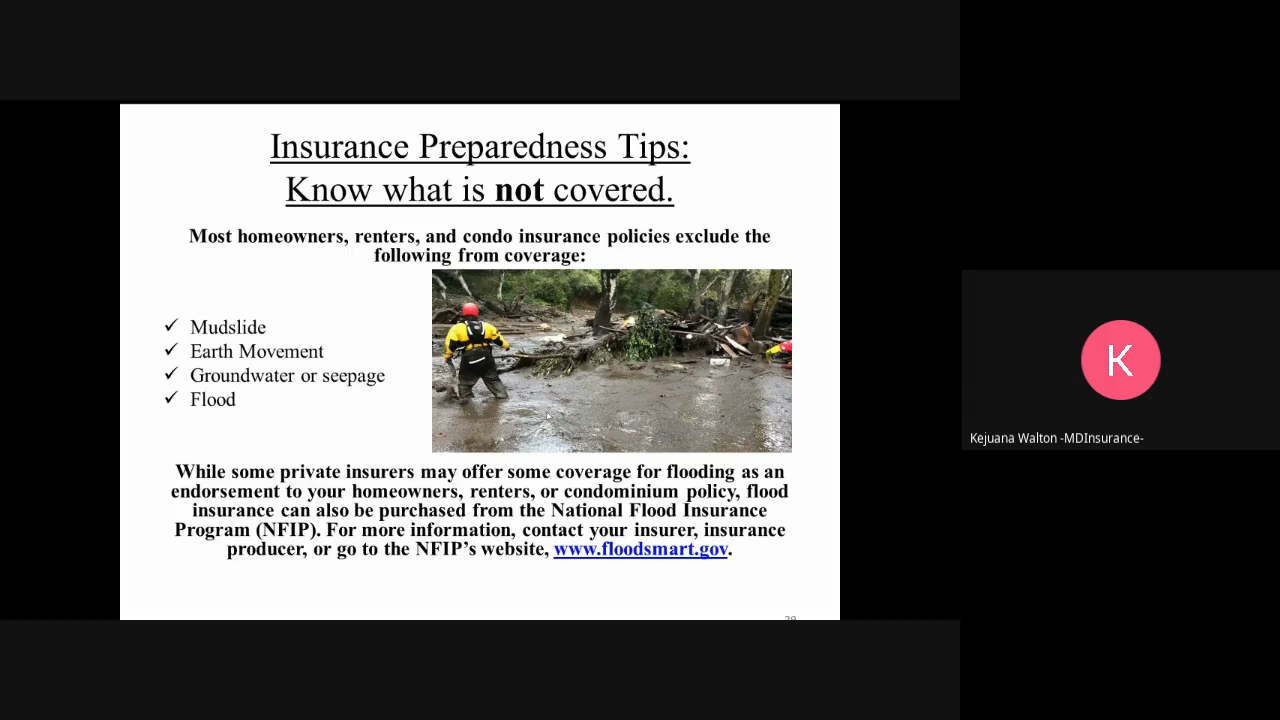 Insurance Preparedness Tips:
Know what is not covered.
Most homeowners, renters, and condo insurance policies exclude the
following from coverage:
✓ Mudslide
✓ Earth Movement
✓ Groundwater or seepage
✓ Flood
While some private insurers may offer some coverage for flooding as an
endorsement to your homeowners, renters, or condominium policy, flood
insurance can also be purchased from the National Flood Insurance
Program (NFIP). For more information, contact your insurer, insurance
producer, or go to the NFIP’s website, www.floodsmart.gov.
K
Kejuana Walton -MDInsurance-